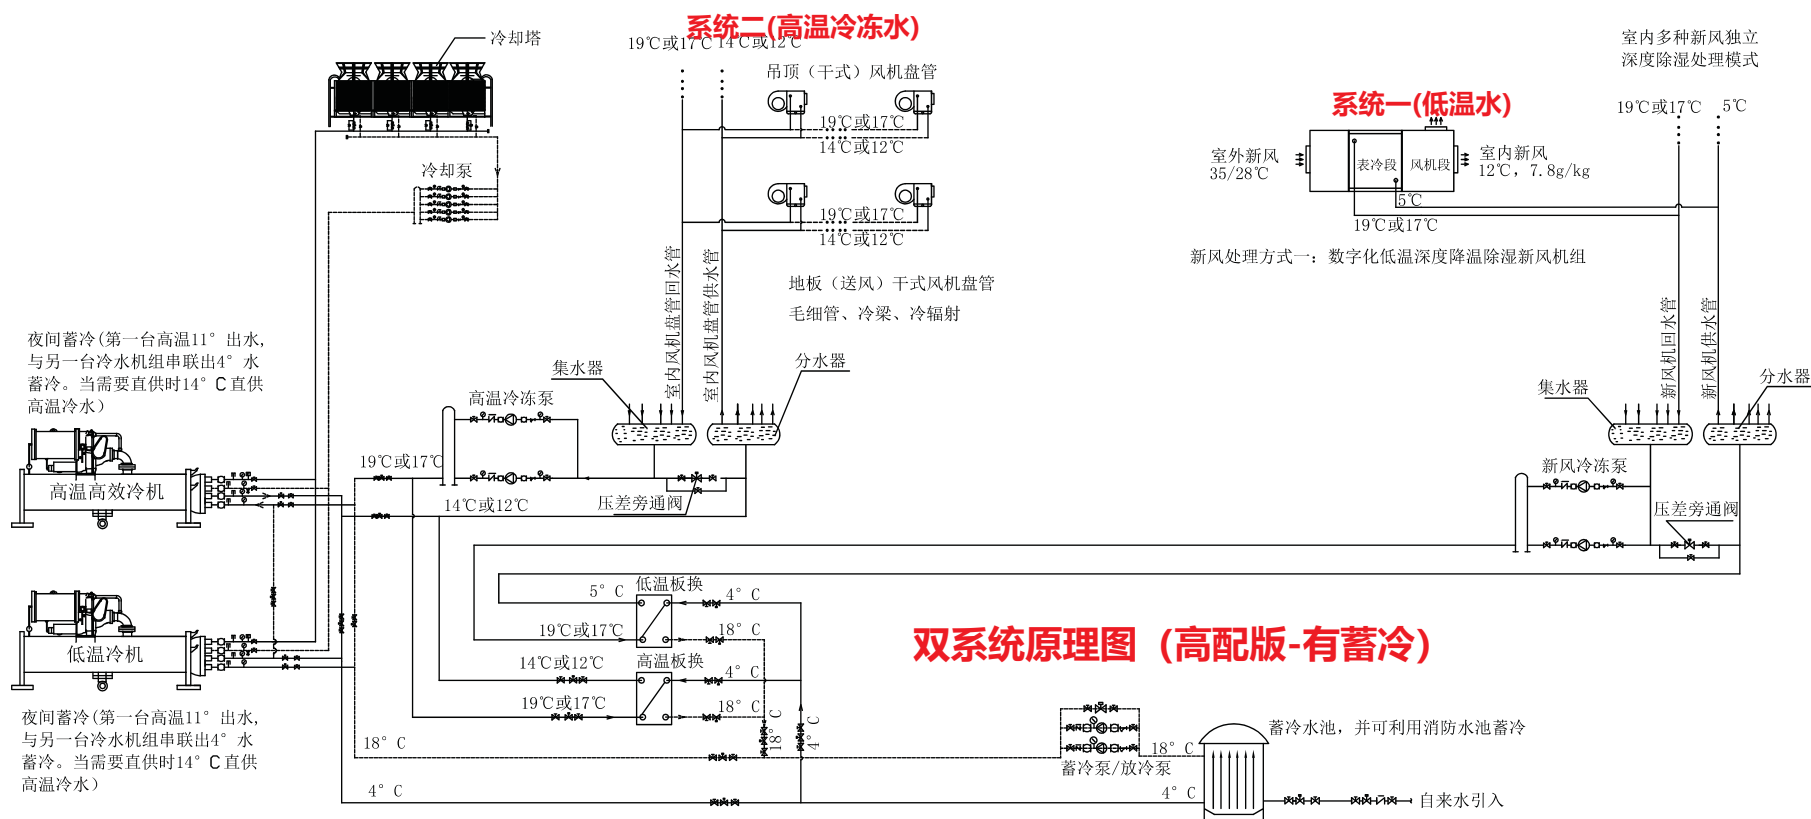 系统二(高温冷冻水)
19℃或17℃
14℃或12℃
冷却塔
吊顶（干式）风机盘管
19℃或17℃
14℃或12℃
冷却泵
19℃或17℃
14℃或12℃
室内风机盘管回水管
室内风机盘管供水管
地板（送风）干式风机盘管
毛细管、冷梁、冷辐射
室内多种新风独立
深度除湿处理模式
系统一(低温水)
19℃或17℃
5℃
室外新风
35/28℃
表冷段
风机段
室内新风
12℃，7.8g/kg
5℃
19℃或17℃
新风处理方式一：数字化低温深度降温除湿新风机组
新风机回水管
新风机供水管
夜间蓄冷(第一台高温11°出水,
与另一台冷水机组串联出4°水
蓄冷。当需要直供时14°C直供
高温冷水）
集水器
分水器
高温冷冻泵
集水器
分水器
19℃或17℃
高温高效冷机
14℃或12℃
压差旁通阀
新风冷冻泵
压差旁通阀
5°C
低温板换
4°C
19℃或17℃
18°C
低温冷机
14℃或12℃
高温板换
4°C
19℃或17℃
18°C
双系统原理图（高配版-有蓄冷）
夜间蓄冷(第一台高温11°出水,
与另一台冷水机组串联出4°水
蓄冷。当需要直供时14°C直供
高温冷水）
18°C
18°C
4°C
蓄冷泵/放冷泵
18°C
蓄冷水池，并可利用消防水池蓄冷
4°C
4°C
自来水引入